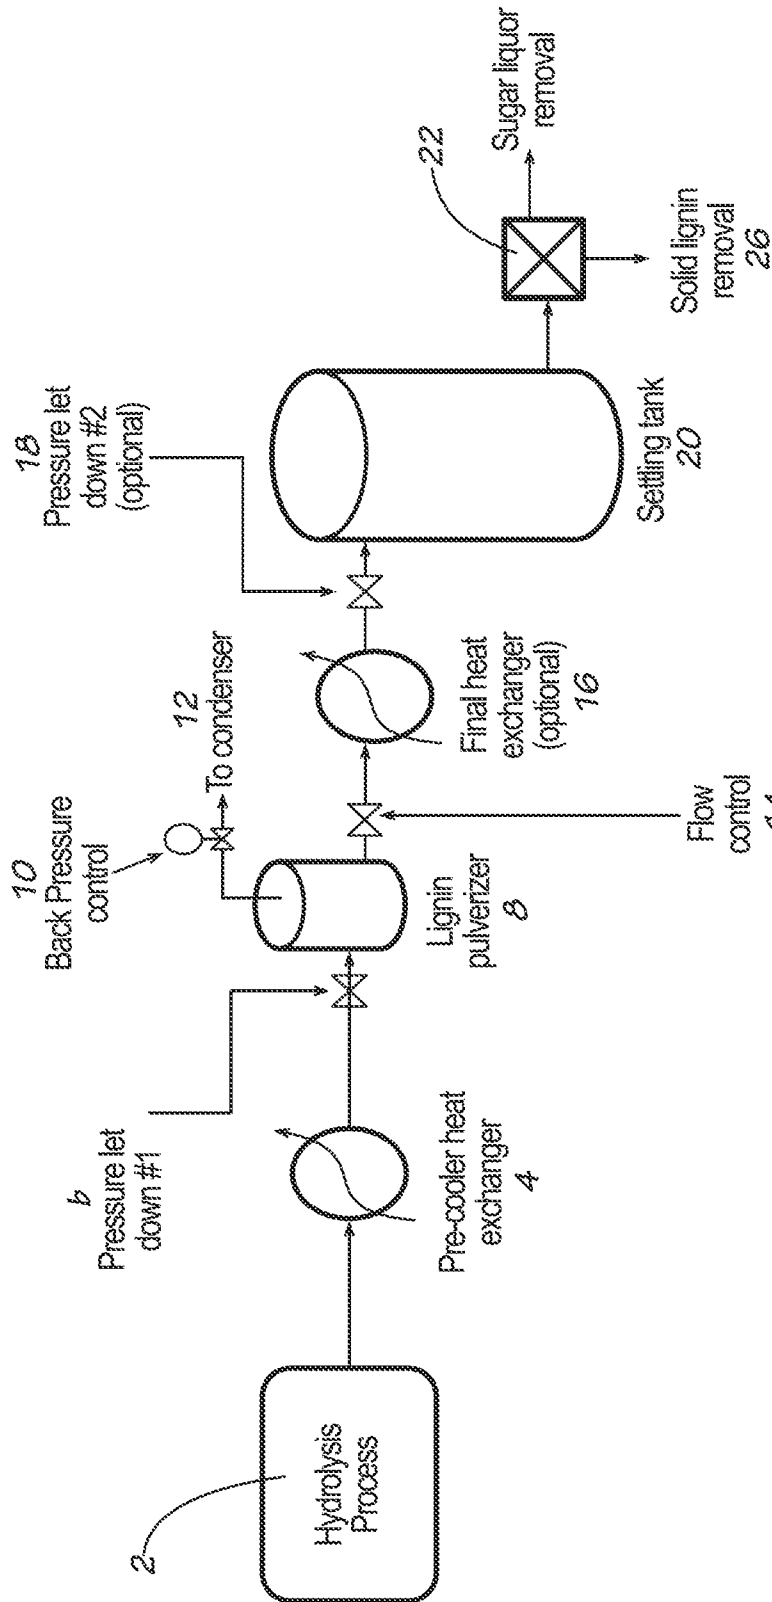 2
Hydrolysis
Process
6
Pressure let
down #1
Pre-cooler heat
exchanger
4
10
Back Pressure
control
12
To condenser
Lignin
pulverizer
8
Flow
control
18
Pressure let
down #2
(optional)
Final heat
exchanger
(optional)
16
Settling tank
20
22
Sugar liquor
removal
Solid lignin
removal
26